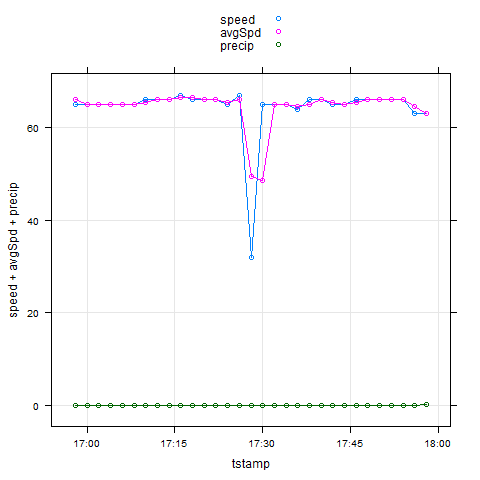 speed
avgSpd
precip
speed + avgSpd + precip
60
40
20
0
17:00 17:15 17:30 17:45 18:00
tstamp